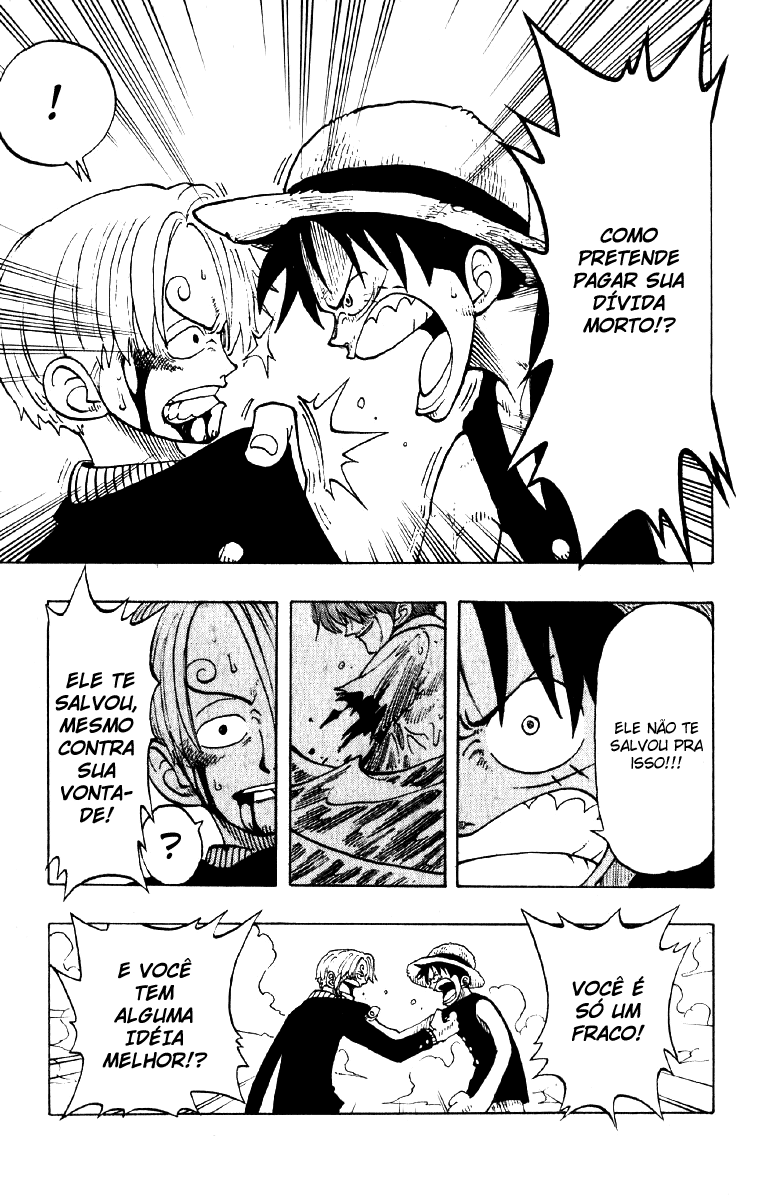 !
COMO
PRETENDE
PAGAR SUA
DÍVIDA
MORTO!?
ELE NÃO TE
SALVOU PRA
ISSO!!!
ELE TE
SALVOU,
MESMO
CONTRA
SUA
VONTA-
DE!
?
VOCÊ É
SÓ UM
FRACO!
E VOCÊ
TEM
ALGUMA
IDÉIA
MELHOR!?